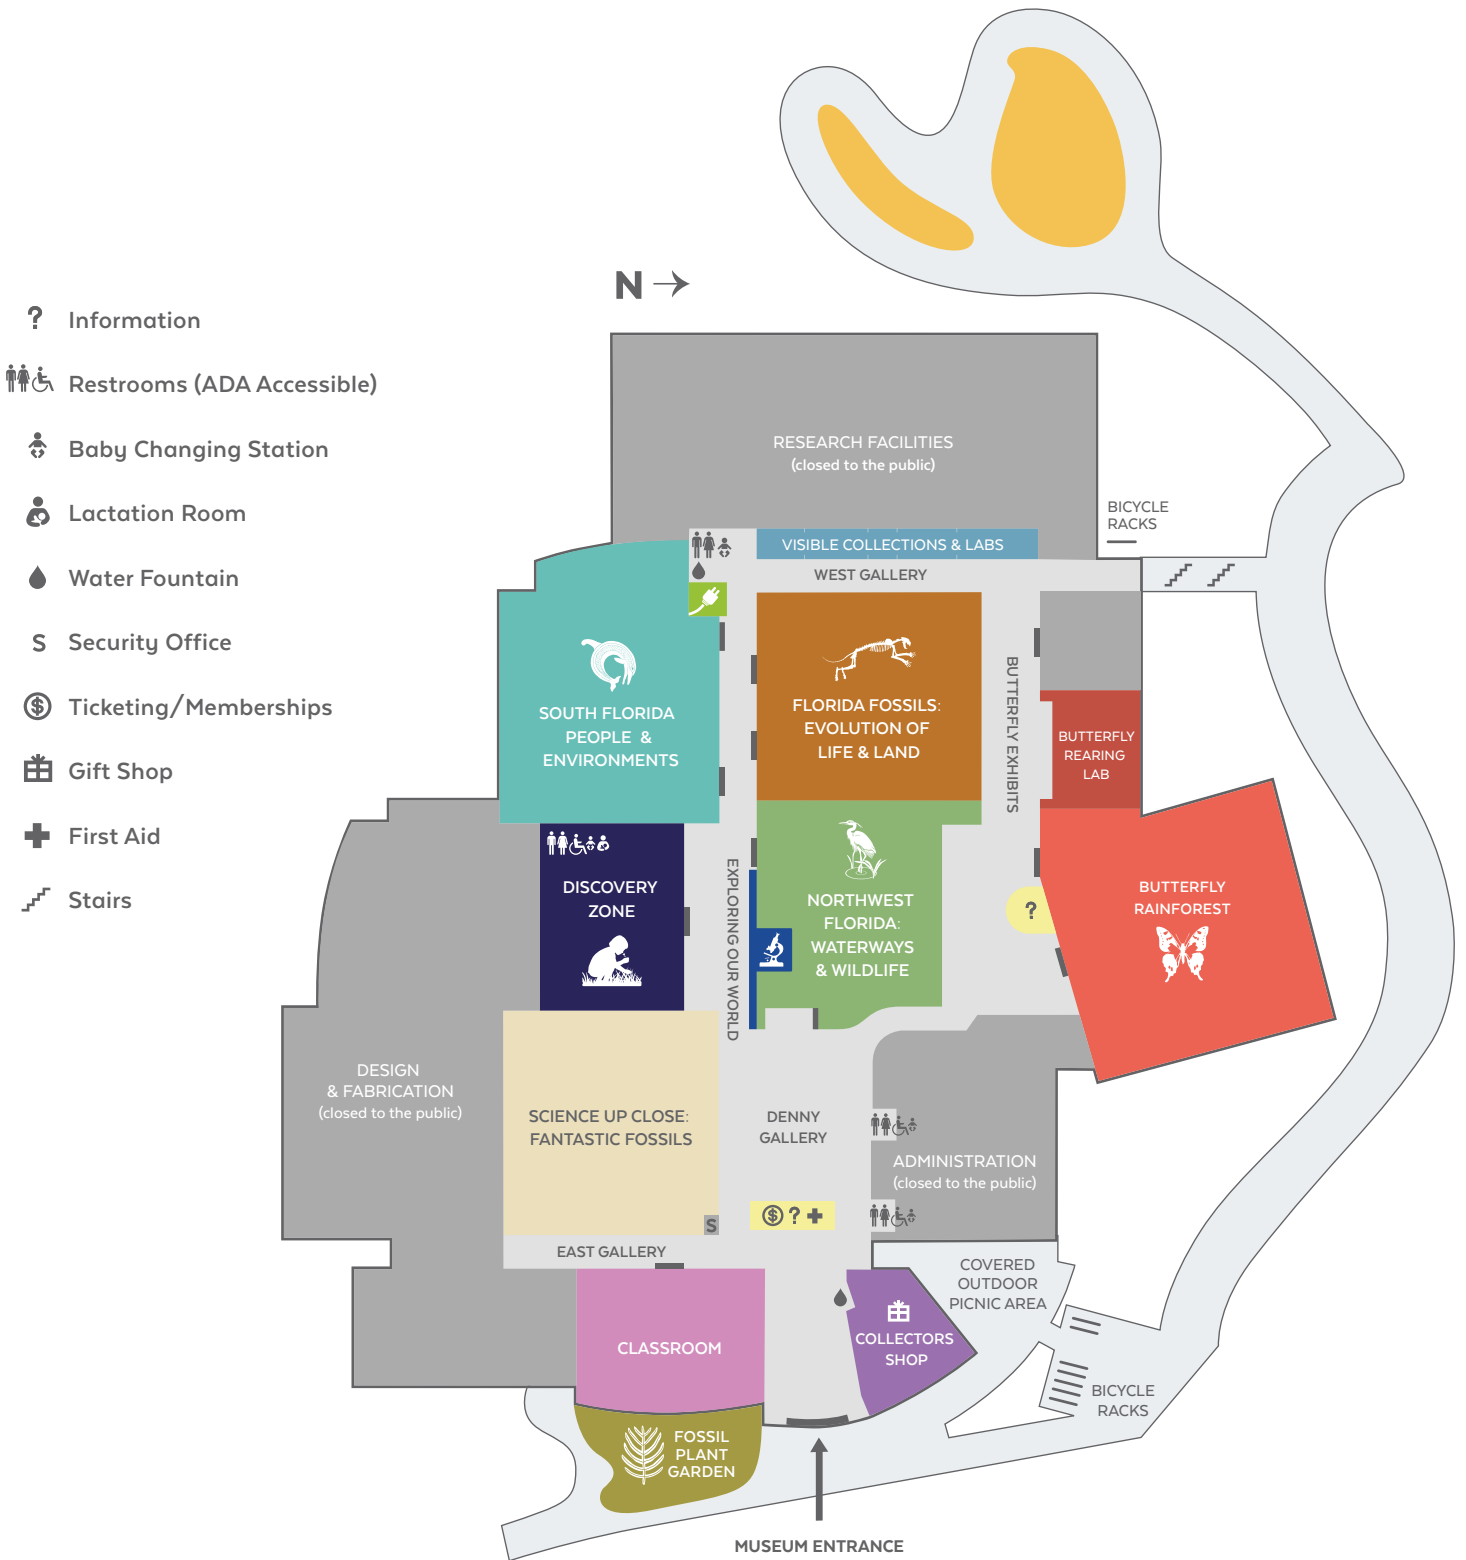 N
?
Information
Restrooms (ADA Accessible)
Baby Changing Station
Lactation Room
Water Fountain
S
Security Office
$
Ticketing/Memberships
Gift Shop
First Aid
Stairs
RESEARCH FACILITIES
(closed to the public)
BICYCLE
RACKS
VISIBLE COLLECTIONS & LABS
WEST GALLERY
SOUTH FLORIDA
PEOPLE &
ENVIRONMENTS
FLORIDA FOSSILS:
EVOLUTION OF
LIFE & LAND
BUTTERFLY EXHIBITS
BUTTERFLY
REARING
LAB
DISCOVERY
ZONE
EXPLORING OUR WORLD
NORTHWEST
FLORIDA:
WATERWAYS
& WILDLIFE
?
BUTTERFLY
RAINFOREST
DESIGN
& FABRICATION
(closed to the public)
SCIENCE UP CLOSE:
FANTASTIC FOSSILS
DENNY
GALLERY
ADMINISTRATION
(closed to the public)
S
$ ?
EAST GALLERY
COVERED
OUTDOOR
PICNIC AREA
CLASSROOM
COLLECTORS
SHOP
BICYCLE
RACKS
FOSSIL
PLANT
GARDEN
MUSEUM ENTRANCE